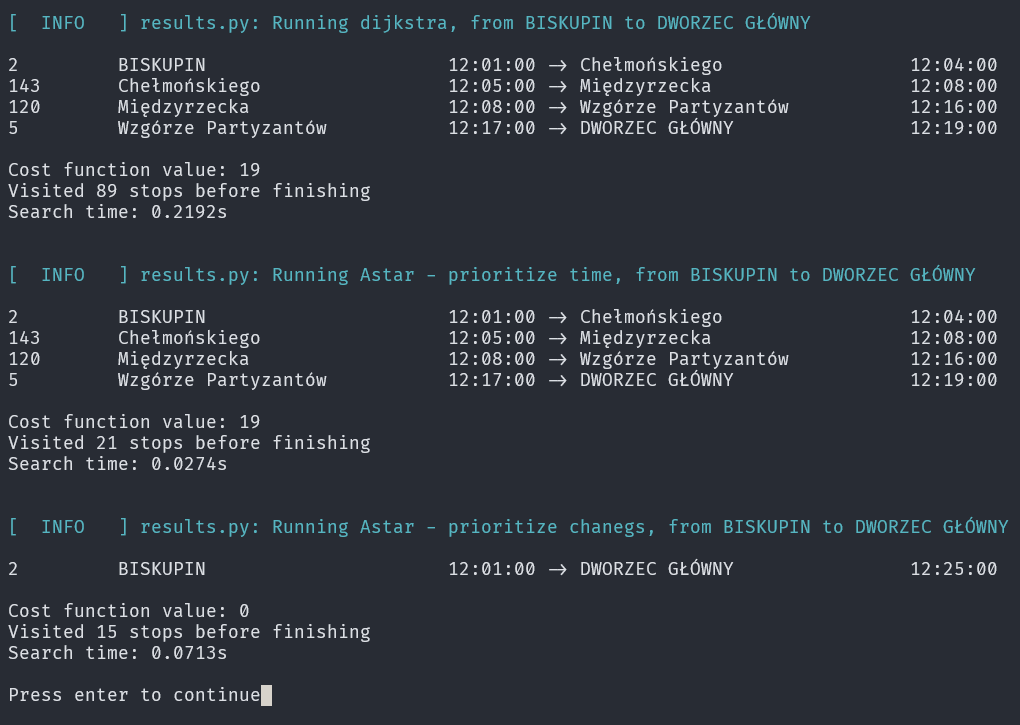 [  INFO   ] results.py: Running dijkstra, from BISKUPIN to DWORZEC GŁÓWNY
2         BISKUPIN                      12:01:00 → Chełmońskiego                 12:04:00
143       Chełmońskiego                 12:05:00 → Międzyrzecka                  12:08:00
120       Międzyrzecka                  12:08:00 → Wzgórze Partyzantów           12:16:00
5         Wzgórze Partyzantów           12:17:00 → DWORZEC GŁÓWNY                12:19:00
Cost function value: 19
Visited 89 stops before finishing
Search time: 0.2192s
[  INFO   ] results.py: Running Astar - prioritize time, from BISKUPIN to DWORZEC GŁÓWNY
2         BISKUPIN                      12:01:00 → Chełmońskiego                 12:04:00
143       Chełmońskiego                 12:05:00 → Międzyrzecka                  12:08:00
120       Międzyrzecka                  12:08:00 → Wzgórze Partyzantów           12:16:00
5         Wzgórze Partyzantów           12:17:00 → DWORZEC GŁÓWNY                12:19:00
Cost function value: 19
Visited 21 stops before finishing
Search time: 0.0274s
[  INFO   ] results.py: Running Astar - prioritize chanegs, from BISKUPIN to DWORZEC GŁÓWNY
2         BISKUPIN                      12:01:00 → DWORZEC GŁÓWNY                12:25:00
Cost function value: 0
Visited 15 stops before finishing
Search time: 0.0713s
Press enter to continue